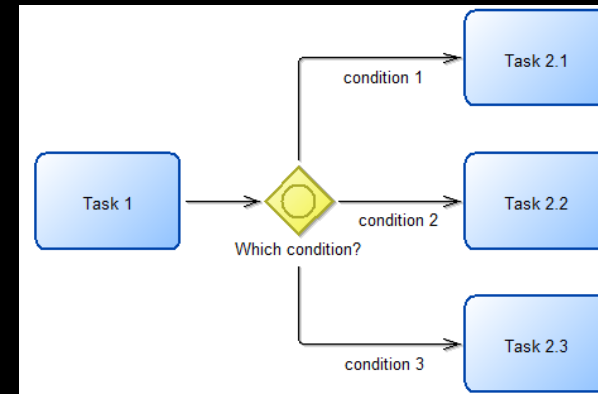 Task 2.1
condition 1
Task 1
Task 2.2
condition 2
Which condition?
Task 2.3
condition 3